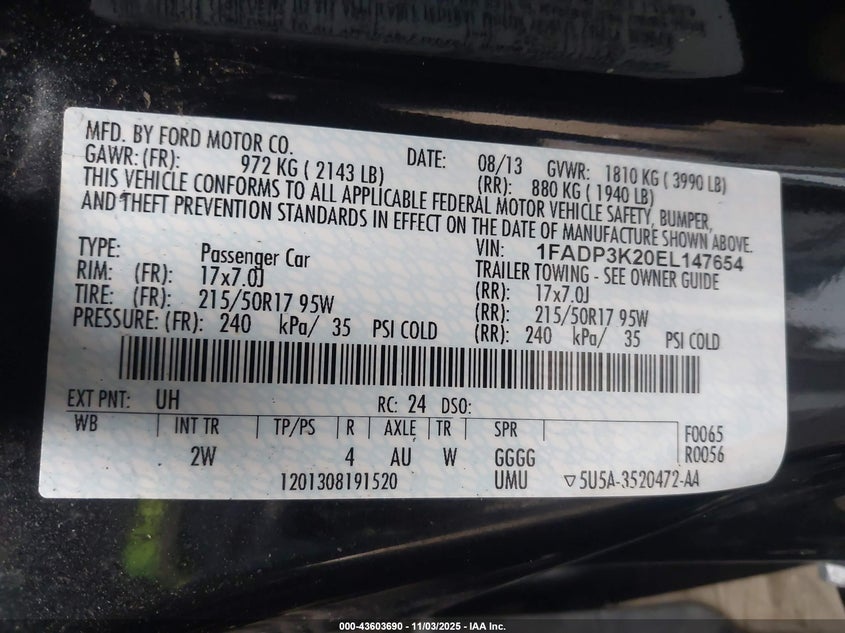 MFD. BY FORD MOTOR CO. DATE: 08/13 GVWR: 1810 KG ( 3990 LB)
GAWR: (FR): 972 KG ( 2143 LB) (RR): 880 KG ( 1940 LB)
THIS VEHICLE CONFORMS TO ALL APPLICABLE FEDERAL MOTOR VEHICLE SAFETY, BUMPER,
AND THEFT PREVENTION STANDARDS IN EFFECT ON THE DATE OF MANUFACTURE SHOWN ABOVE.
VIN: 1FADP3K20EL147654
TYPE: Passenger Car TRAILER TOWING - SEE OWNER GUIDE
RIM: (FR): 17x7.0J (RR): 17x7.0J
TIRE: (FR): 215/50R17 95W (RR): 215/50R17 95W
PRESSURE: (FR): 240 kPa/ 35 PSI COLD (RR): 240 kPa/ 35 PSI COLD
EXT PNT: UH RC: 24 DSO:
WB INT TR TP/PS R AXLE TR SPR F0065
2W 4 AU W GGGG R0056
1201308191520 UMU ▽5U5A-3520472-AA
000-43603690 - 11/03/2025 - IAA Inc.